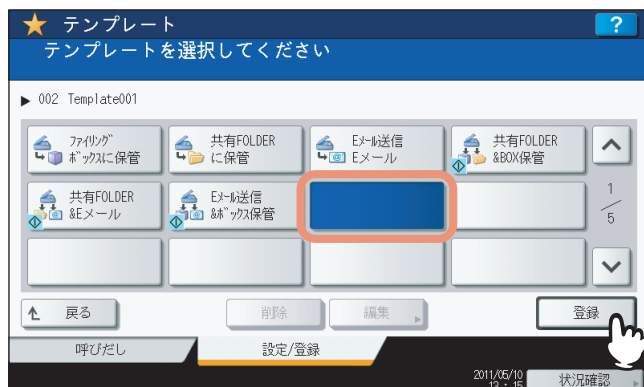 テンプレート
?
テンプレートを選択してください
▶ 002 Template001
ﾌｧｲﾘﾝｸﾞ
ﾎﾞｯｸｽに保管
共有FOLDER
に保管
Eﾒｰﾙ送信
Eメール
共有FOLDER
&BOX保管
共有FOLDER
&Eメール
Eﾒｰﾙ送信
&ﾎﾞｯｸｽ保管
1
5
戻る
削除
編集
登録
呼びだし
設定/登録
2011/05/10
13 : 15
状況確認